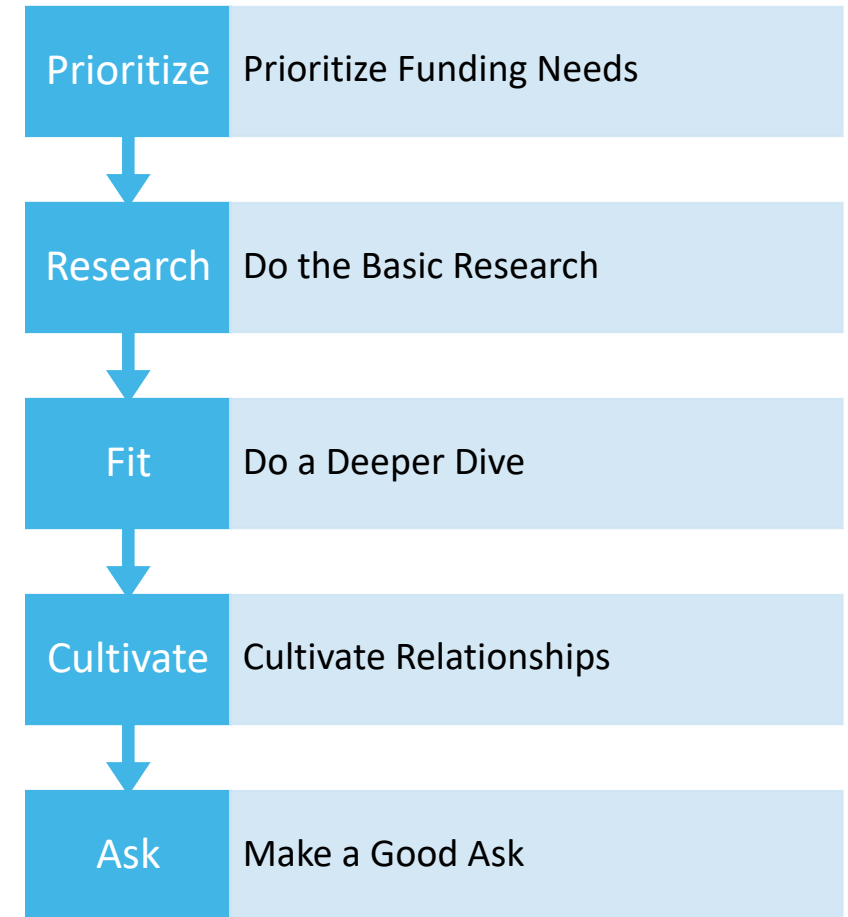 Prioritize
Prioritize Funding Needs
Research
Do the Basic Research
Fit
Do a Deeper Dive
Cultivate
Cultivate Relationships
Ask
Make a Good Ask